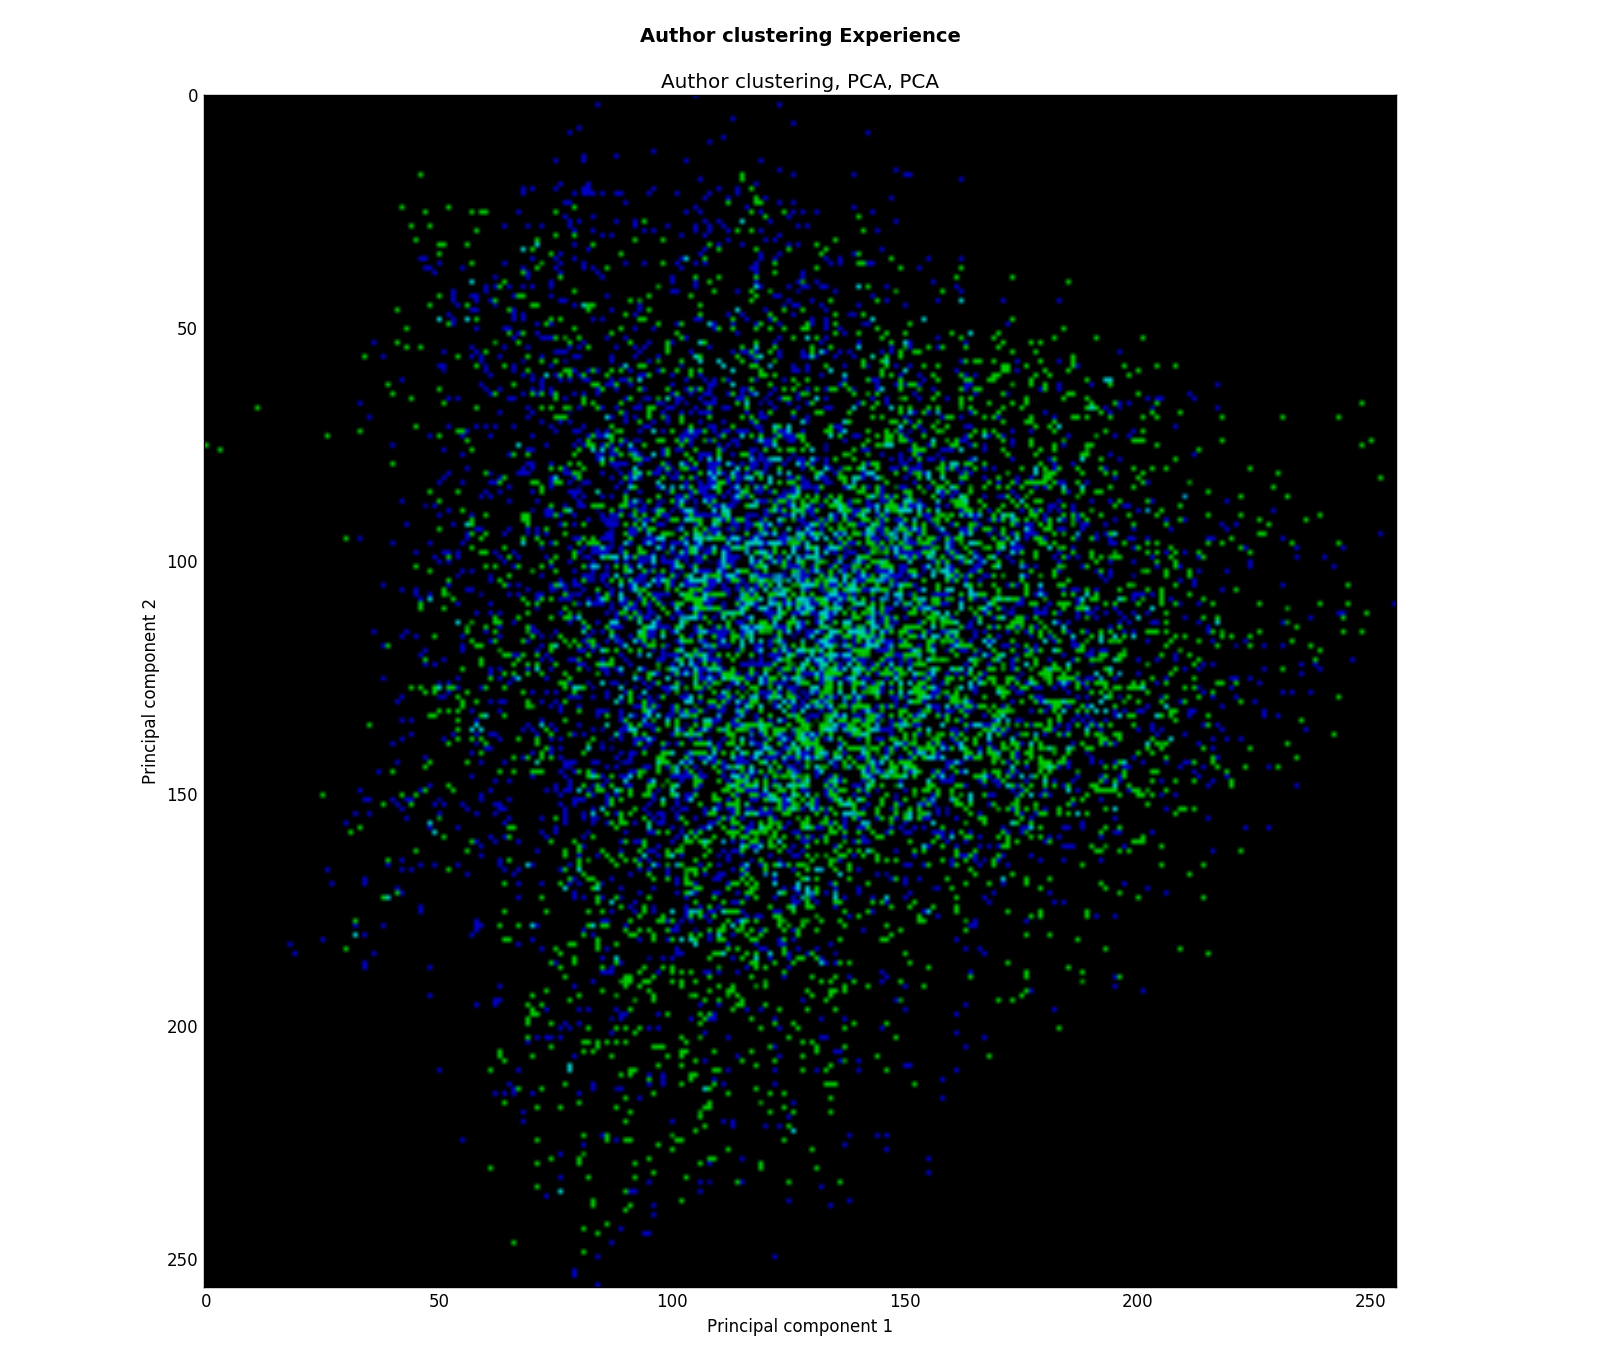 Author clustering Experience
Author clustering, PCA, PCA
0
50
100
150
200
250
Principal component 2
0 50 100 150 200 250
Principal component 1